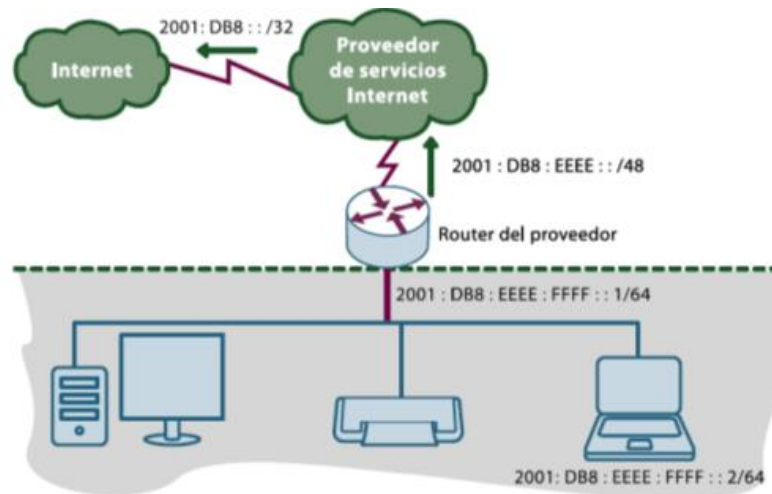 2001: DB8 : : /32
Internet
Proveedor
de servicios
Internet
2001 : DB8 : EEEE : : /48
Router del proveedor
2001 : DB8 : EEEE : FFFF : : 1/64
2001: DB8 : EEEE : FFFF : : 2/64